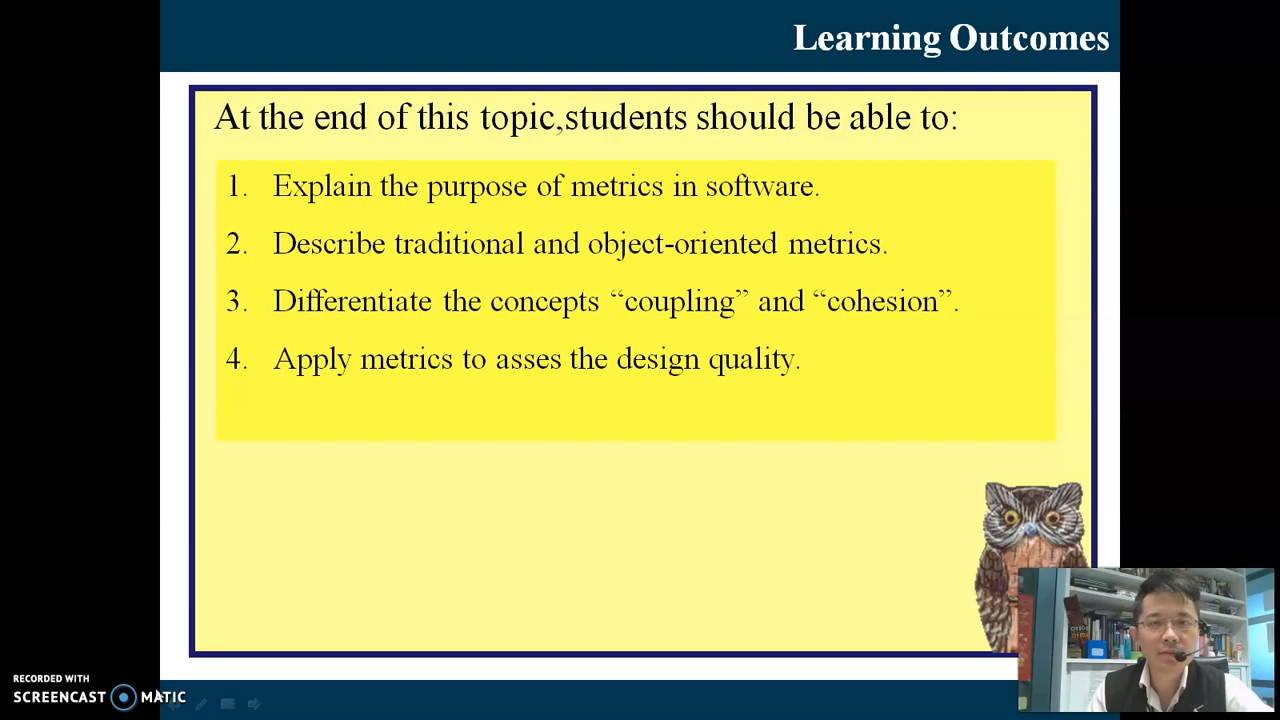 Learning Outcomes
At the end of this topic,students should be able to:
1. Explain the purpose of metrics in software.
2. Describe traditional and object-oriented metrics.
3. Differentiate the concepts “coupling” and “cohesion”.
4. Apply metrics to asses the design quality.
RECORDED WITH
SCREENCAST MATIC